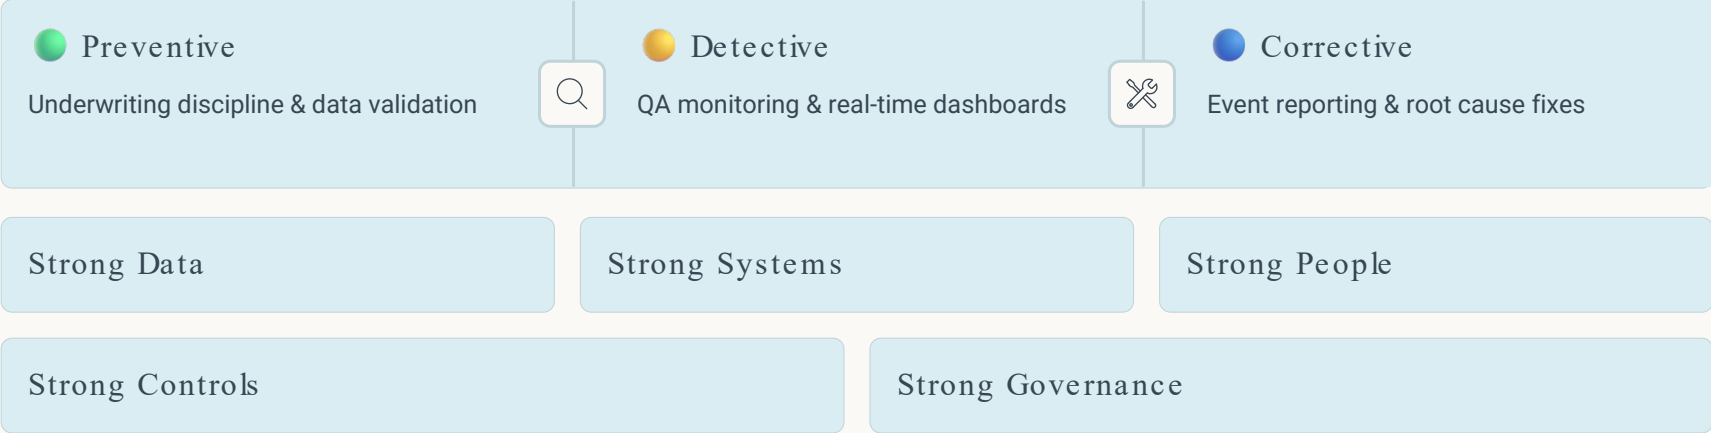 Preventive
Underwriting discipline & data validation
Detective
QA monitoring & real-time dashboards
Corrective
Event reporting & root cause fixes
Strong Data
Strong Systems
Strong People
Strong Controls
Strong Governance